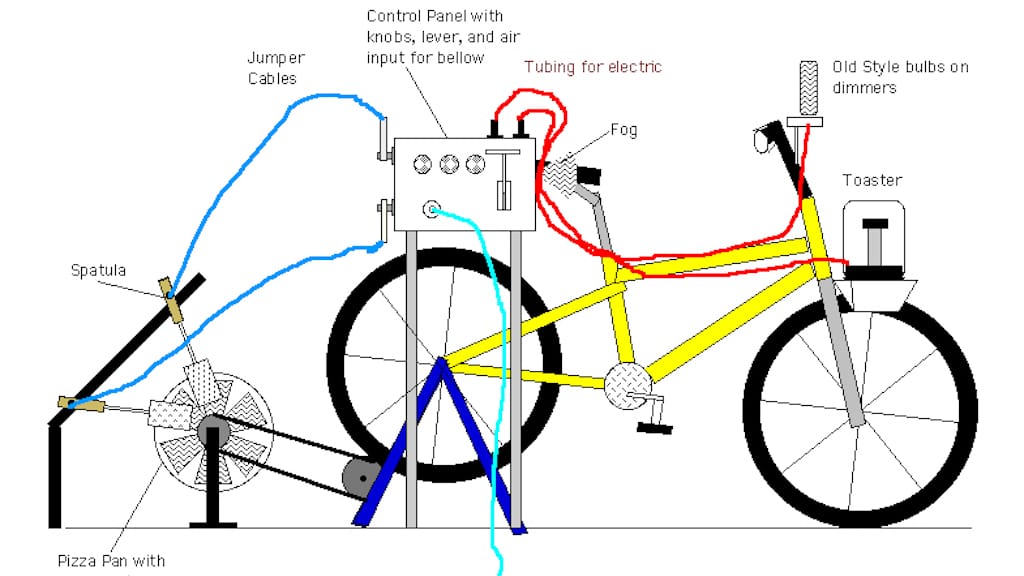 Control Panel with
knobs, lever, and air
input for bellow
Jumper
Cables
Tubing for electric
Old Style bulbs on
dimmers
Fog
Toaster
Spatula
Pizza Pan with